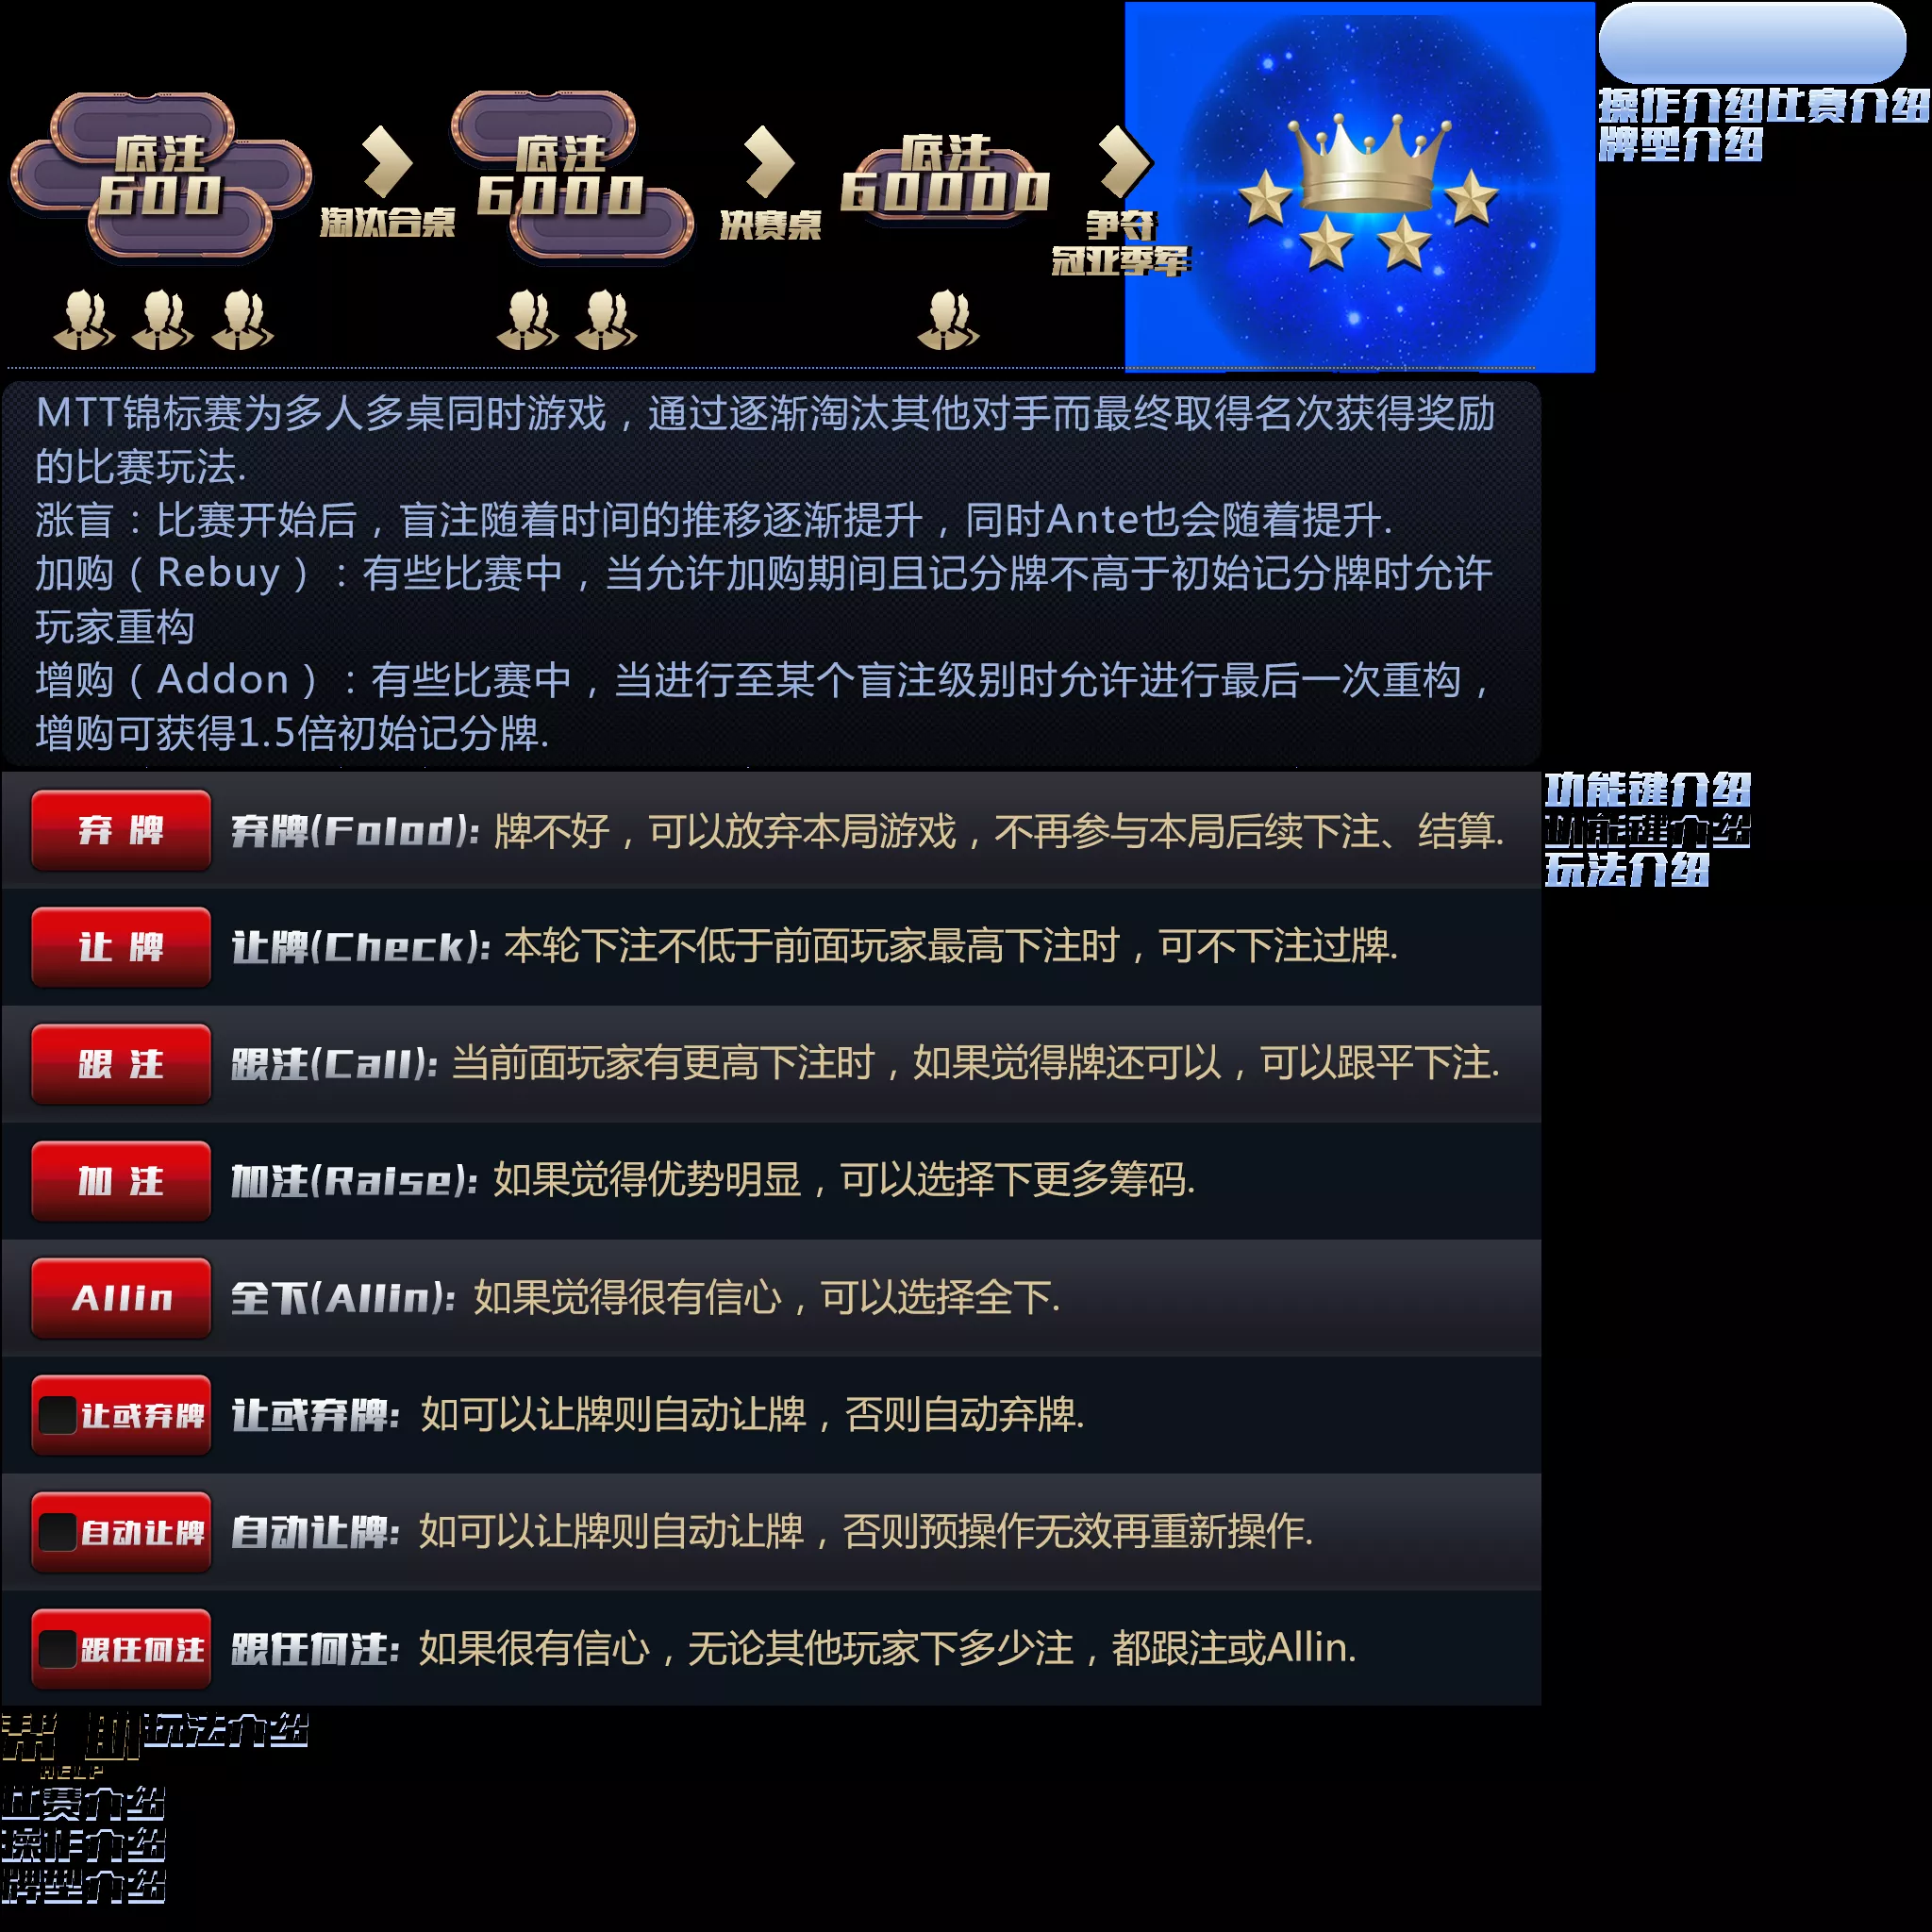 底注
600
淘汰合桌
底注
6000
决赛桌
底注
60000
争夺
冠亚季军
操作介绍比赛介绍
牌型介绍
MTT锦标赛为多人多桌同时游戏，通过逐渐淘汰其他对手而最终取得名次获得奖励
的比赛玩法.
涨盲：比赛开始后，盲注随着时间的推移逐渐提升，同时Ante也会随着提升.
加购（Rebuy）：有些比赛中，当允许加购期间且记分牌不高于初始记分牌时允许
玩家重构
增购（Addon）：有些比赛中，当进行至某个盲注级别时允许进行最后一次重构，
增购可获得1.5倍初始记分牌.
功能键介绍
功能键介绍
玩法介绍
弃 牌 弃牌(Folod): 牌不好，可以放弃本局游戏，不再参与本局后续下注、结算.
让 牌 让牌(Check): 本轮下注不低于前面玩家最高下注时，可不下注过牌.
跟 注 跟注(Call): 当前面玩家有更高下注时，如果觉得牌还可以，可以跟平下注.
加 注 加注(Raise): 如果觉得优势明显，可以选择下更多筹码.
Allin 全下(Allin): 如果觉得很有信心，可以选择全下.
让或弃牌 让或弃牌: 如可以让牌则自动让牌，否则自动弃牌.
自动让牌 自动让牌: 如可以让牌则自动让牌，否则预操作无效再重新操作.
跟任何注 跟任何注: 如果很有信心，无论其他玩家下多少注，都跟注或Allin.
帮 助 玩法介绍
HELP
比赛介绍
操作介绍
牌型介绍